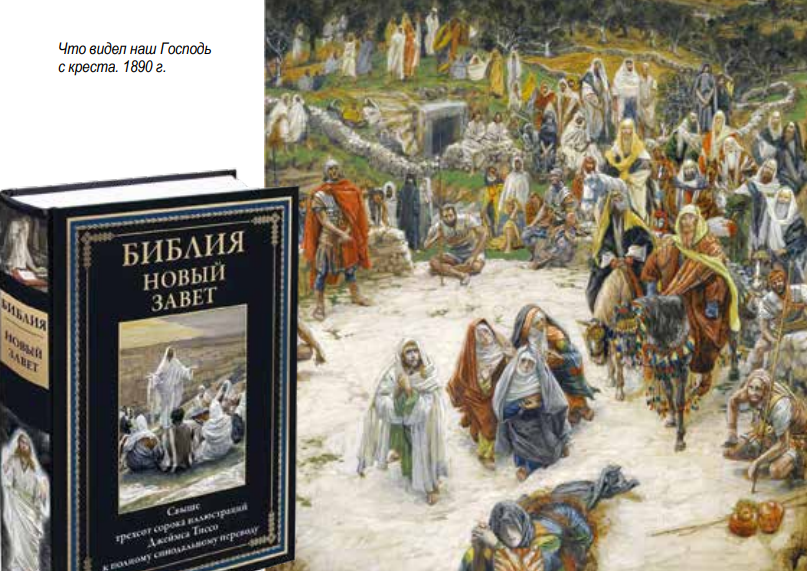 Что видел наш Господь
с креста. 1890 г.
БИБЛИЯ
НОВЫЙ
ЗАВЕТ
БИБЛИЯ
НОВЫЙ
ЗАВЕТ
Свыше
трехсот сорока иллюстраций
Джеймса Тиссо
к полному синодальному переводу